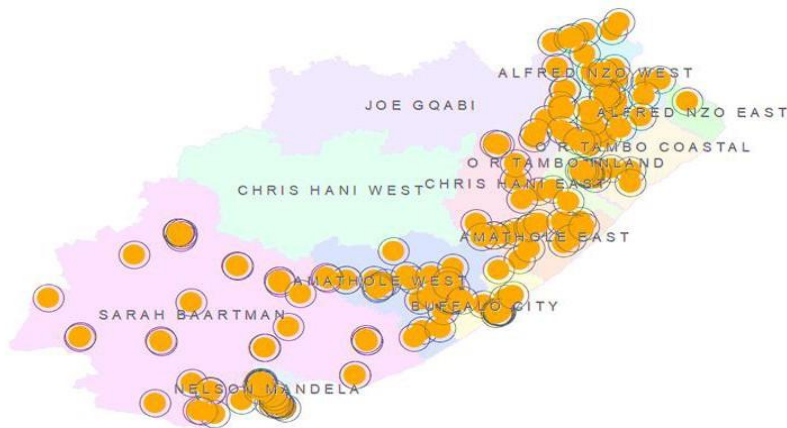 ALFRED NZO WEST
JOE GQABI
ALFRED NZO EAST
O R TAMBO COASTAL
O R TAMBO INLAND
CHRIS HANI WEST
CHRIS HANI EAST
AMATHOLE EAST
AMATHOLE WEST
BUFFALO CITY
SARAH BAARTMAN
NELSON MANDELA